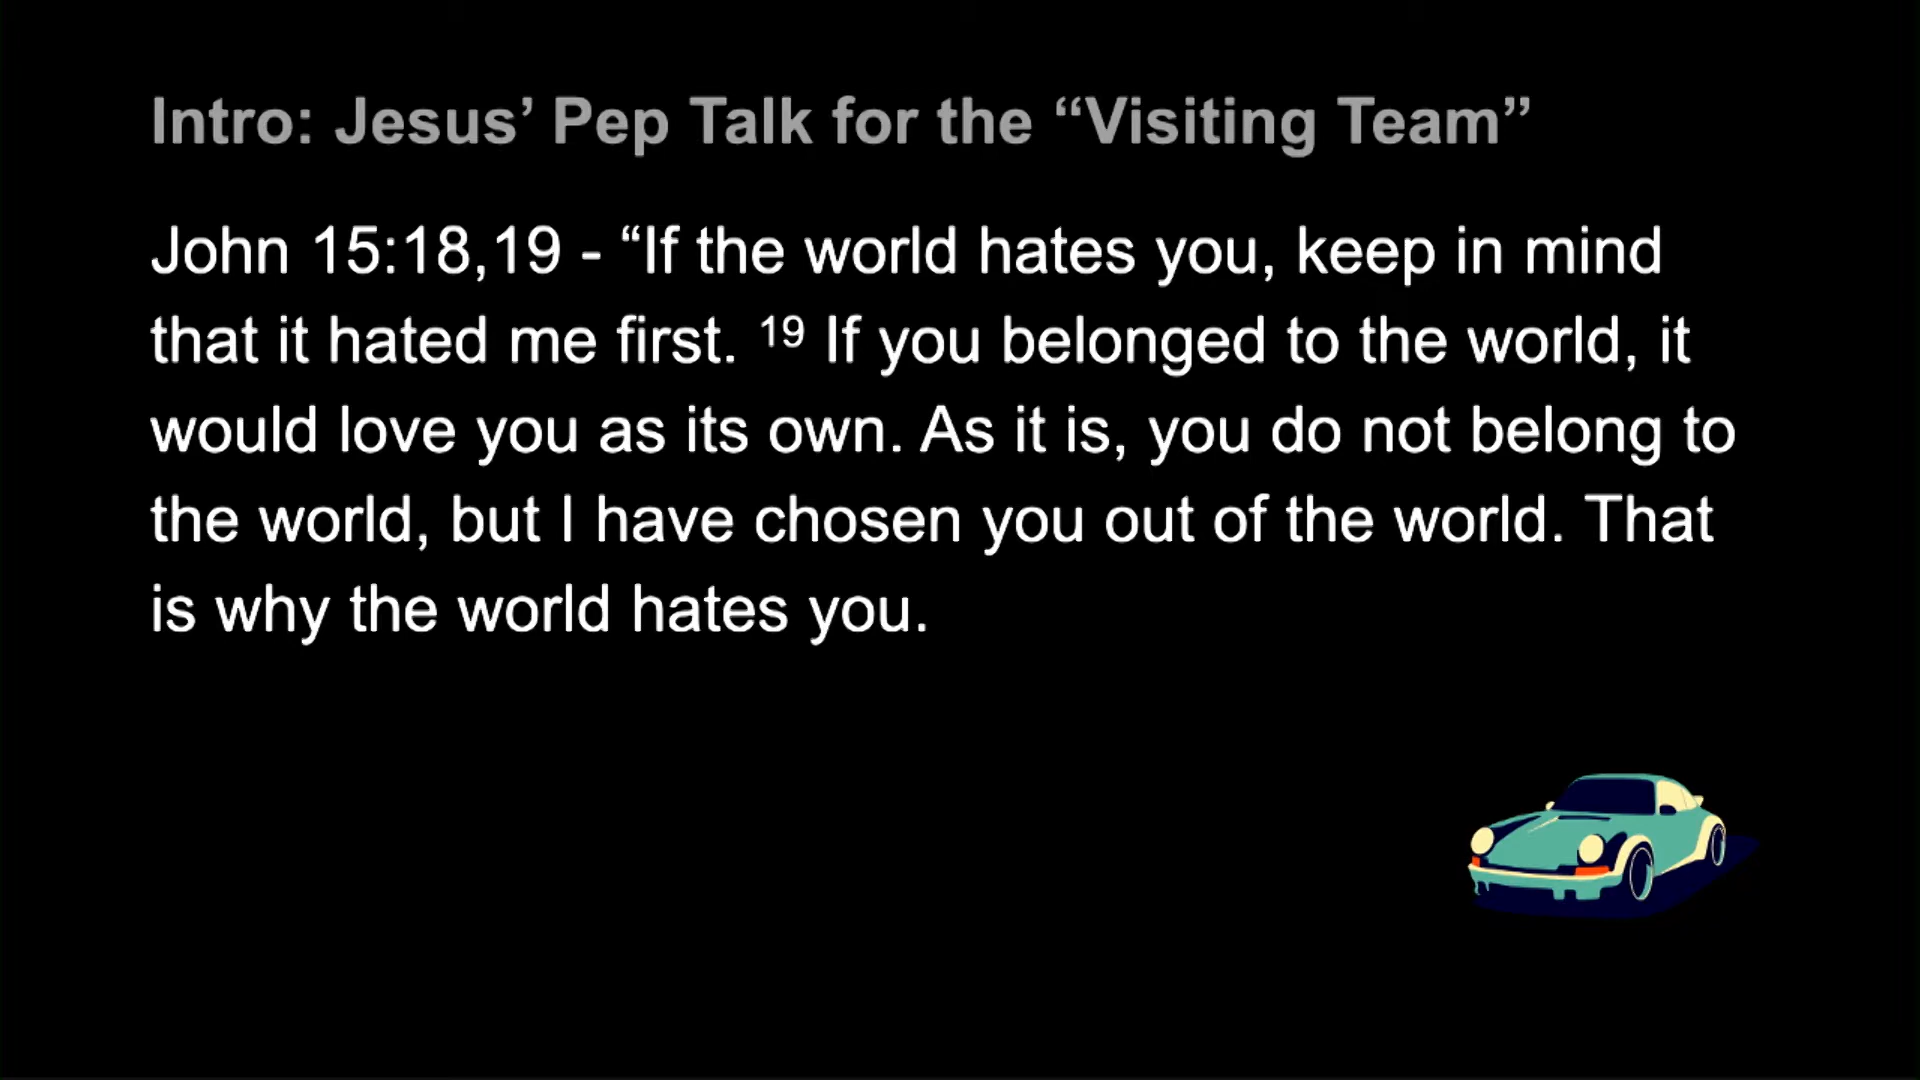 Intro: Jesus’ Pep Talk for the “Visiting Team”
John 15:18,19 - “If the world hates you, keep in mind
that it hated me first. ¹⁹ If you belonged to the world, it
would love you as its own. As it is, you do not belong to
the world, but I have chosen you out of the world. That
is why the world hates you.